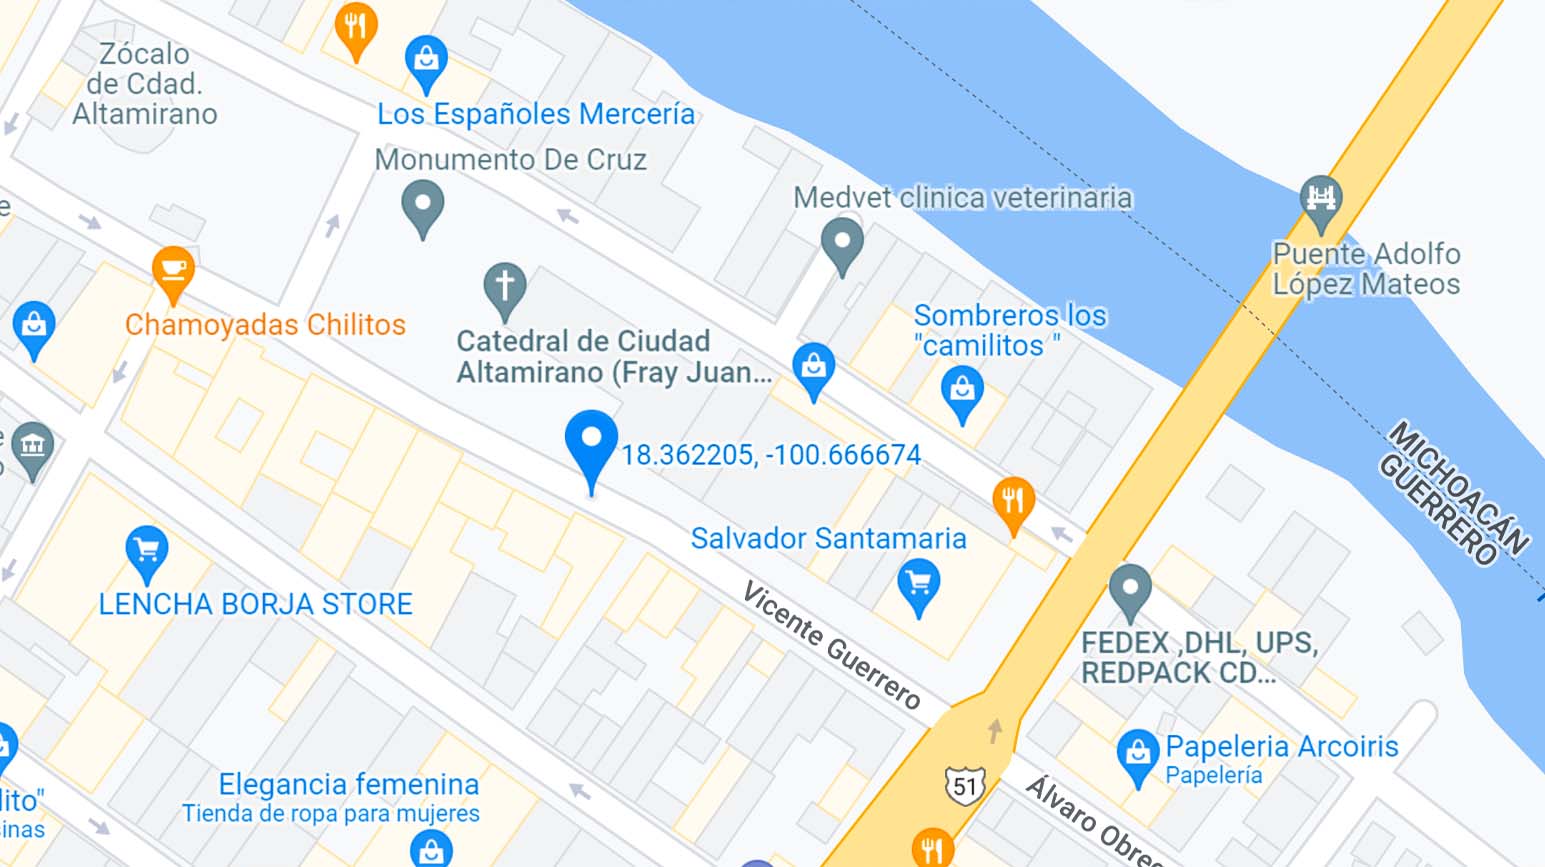 Zócalo
de Cdad.
Altamirano
Los Españoles Mercería
Monumento De Cruz
Medvet clinica veterinaria
Puente Adolfo
López Mateos
Chamoyadas Chilitos
Catedral de Ciudad
Altamirano (Fray Juan...
Sombreros los
"camilitos "
18.362205, -100.666674
MICHOACÁN
GUERRERO
Salvador Santamaria
LENCHA BORJA STORE
Vicente Guerrero
FEDEX ,DHL, UPS,
REDPACK CD...
Papeleria Arcoiris
Papelería
51
Álvaro Obre
Elegancia femenina
Tienda de ropa para mujeres